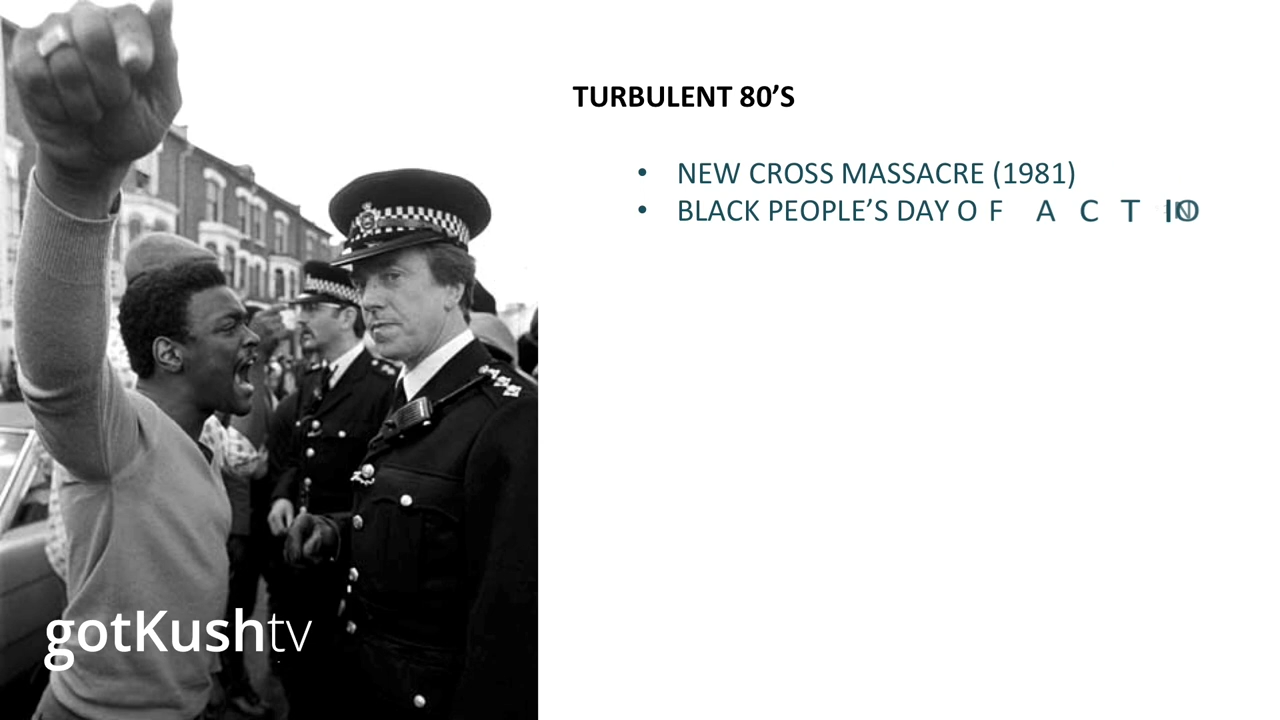 TURBULENT 80’S
• NEW CROSS MASSACRE (1981)
• BLACK PEOPLE’S DAY OF ACTION
gotKushtv